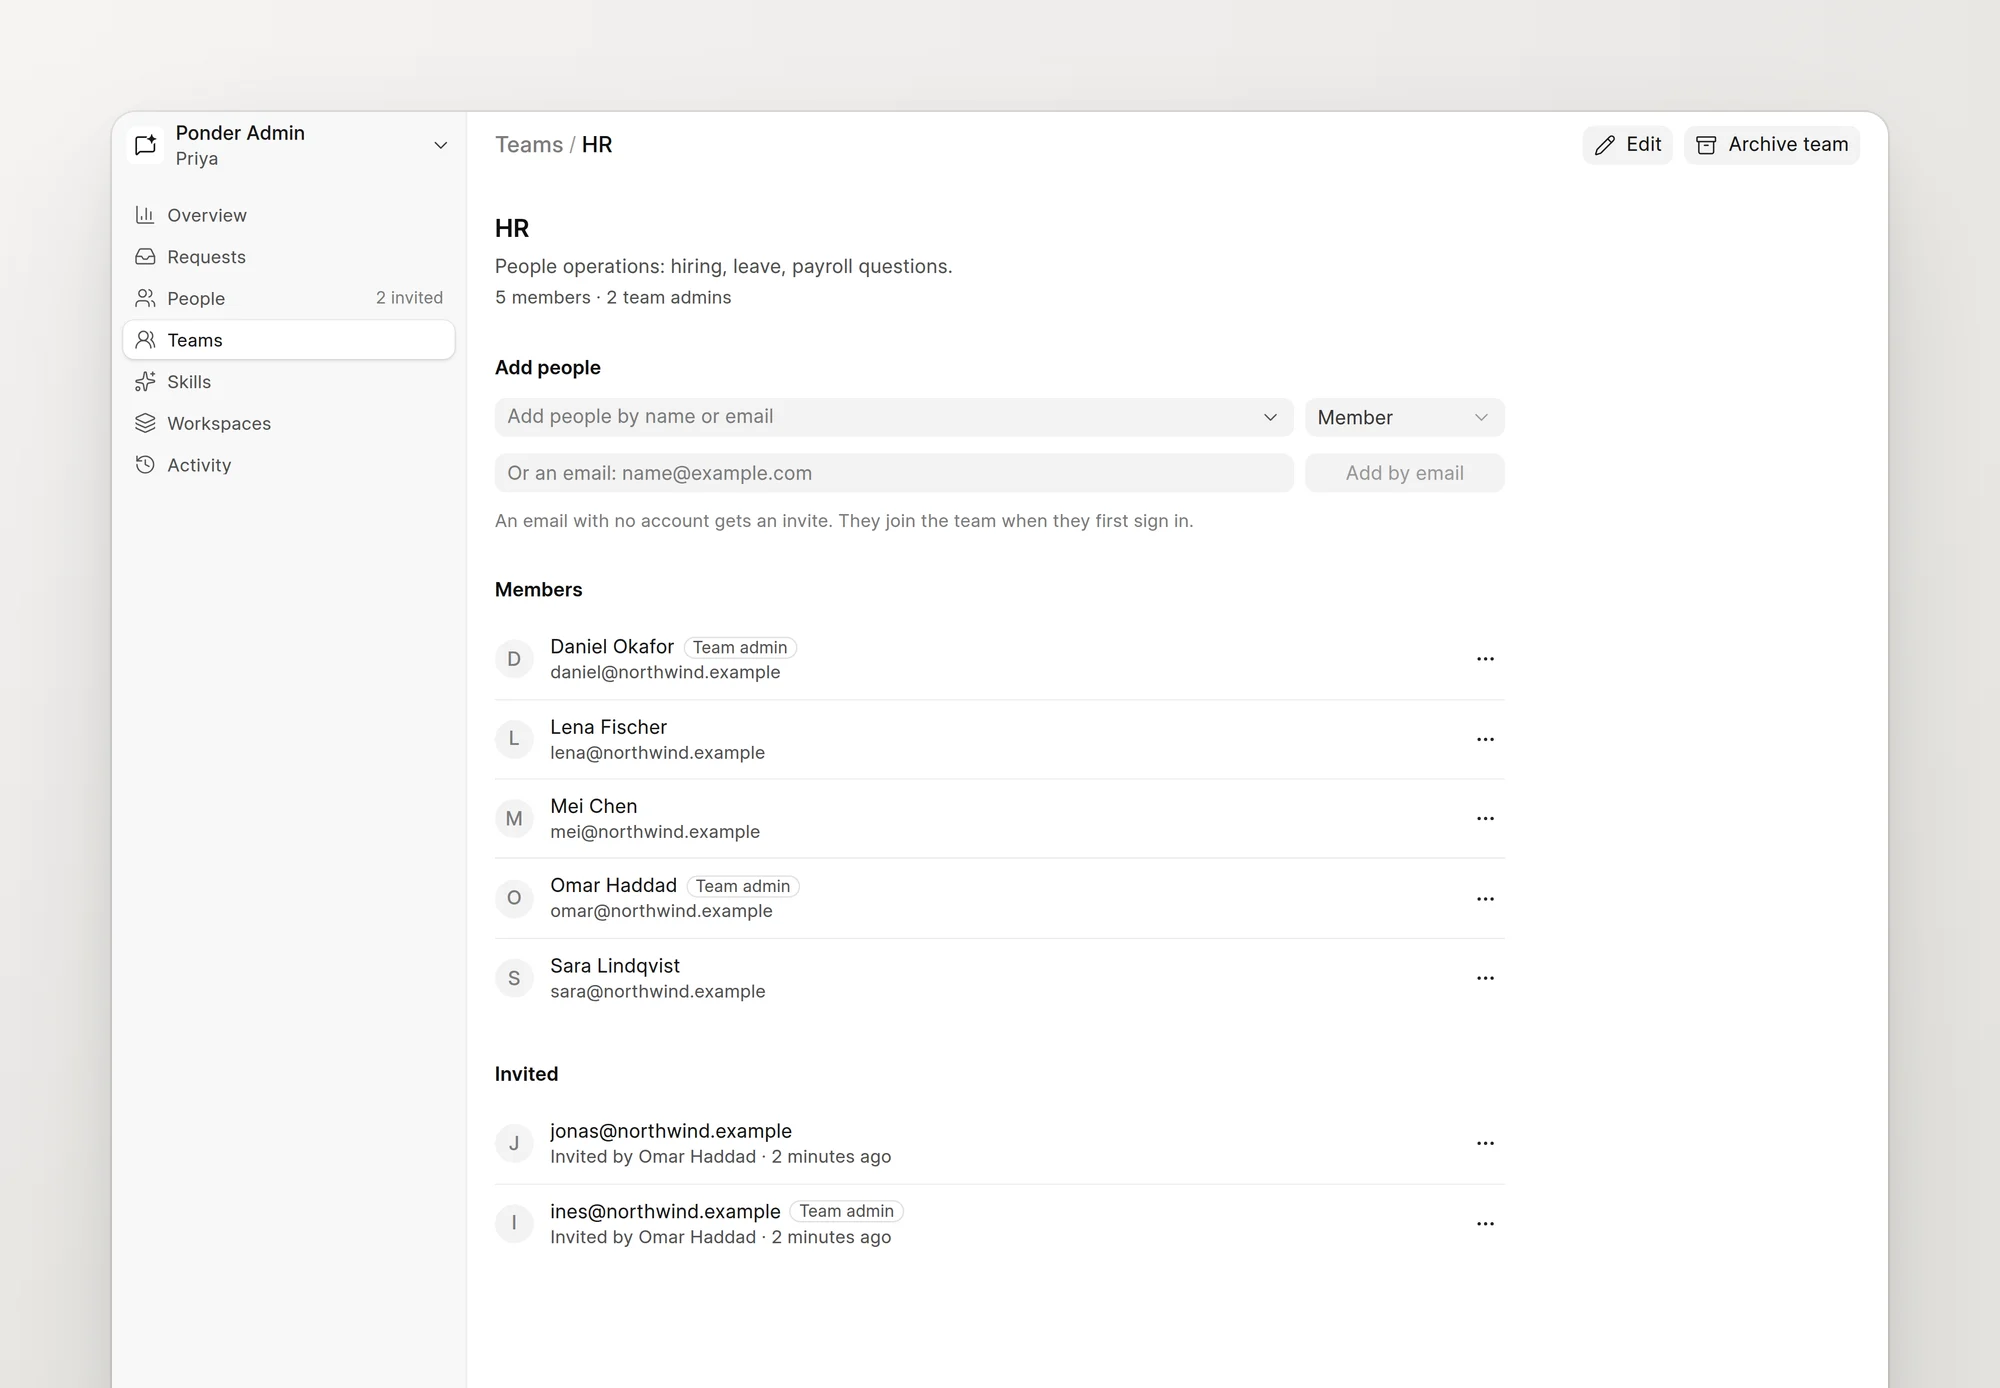 Ponder Admin
Priya
Overview
Requests
People 2 invited
Teams
Skills
Workspaces
Activity
Teams / HR
Edit
Archive team
HR
People operations: hiring, leave, payroll questions.
5 members · 2 team admins
Add people
Add people by name or email
Member
Or an email: name@example.com
Add by email
An email with no account gets an invite. They join the team when they first sign in.
Members
D
Daniel Okafor Team admin
daniel@northwind.example
L
Lena Fischer
lena@northwind.example
M
Mei Chen
mei@northwind.example
O
Omar Haddad Team admin
omar@northwind.example
S
Sara Lindqvist
sara@northwind.example
Invited
J
jonas@northwind.example
Invited by Omar Haddad · 2 minutes ago
I
ines@northwind.example Team admin
Invited by Omar Haddad · 2 minutes ago